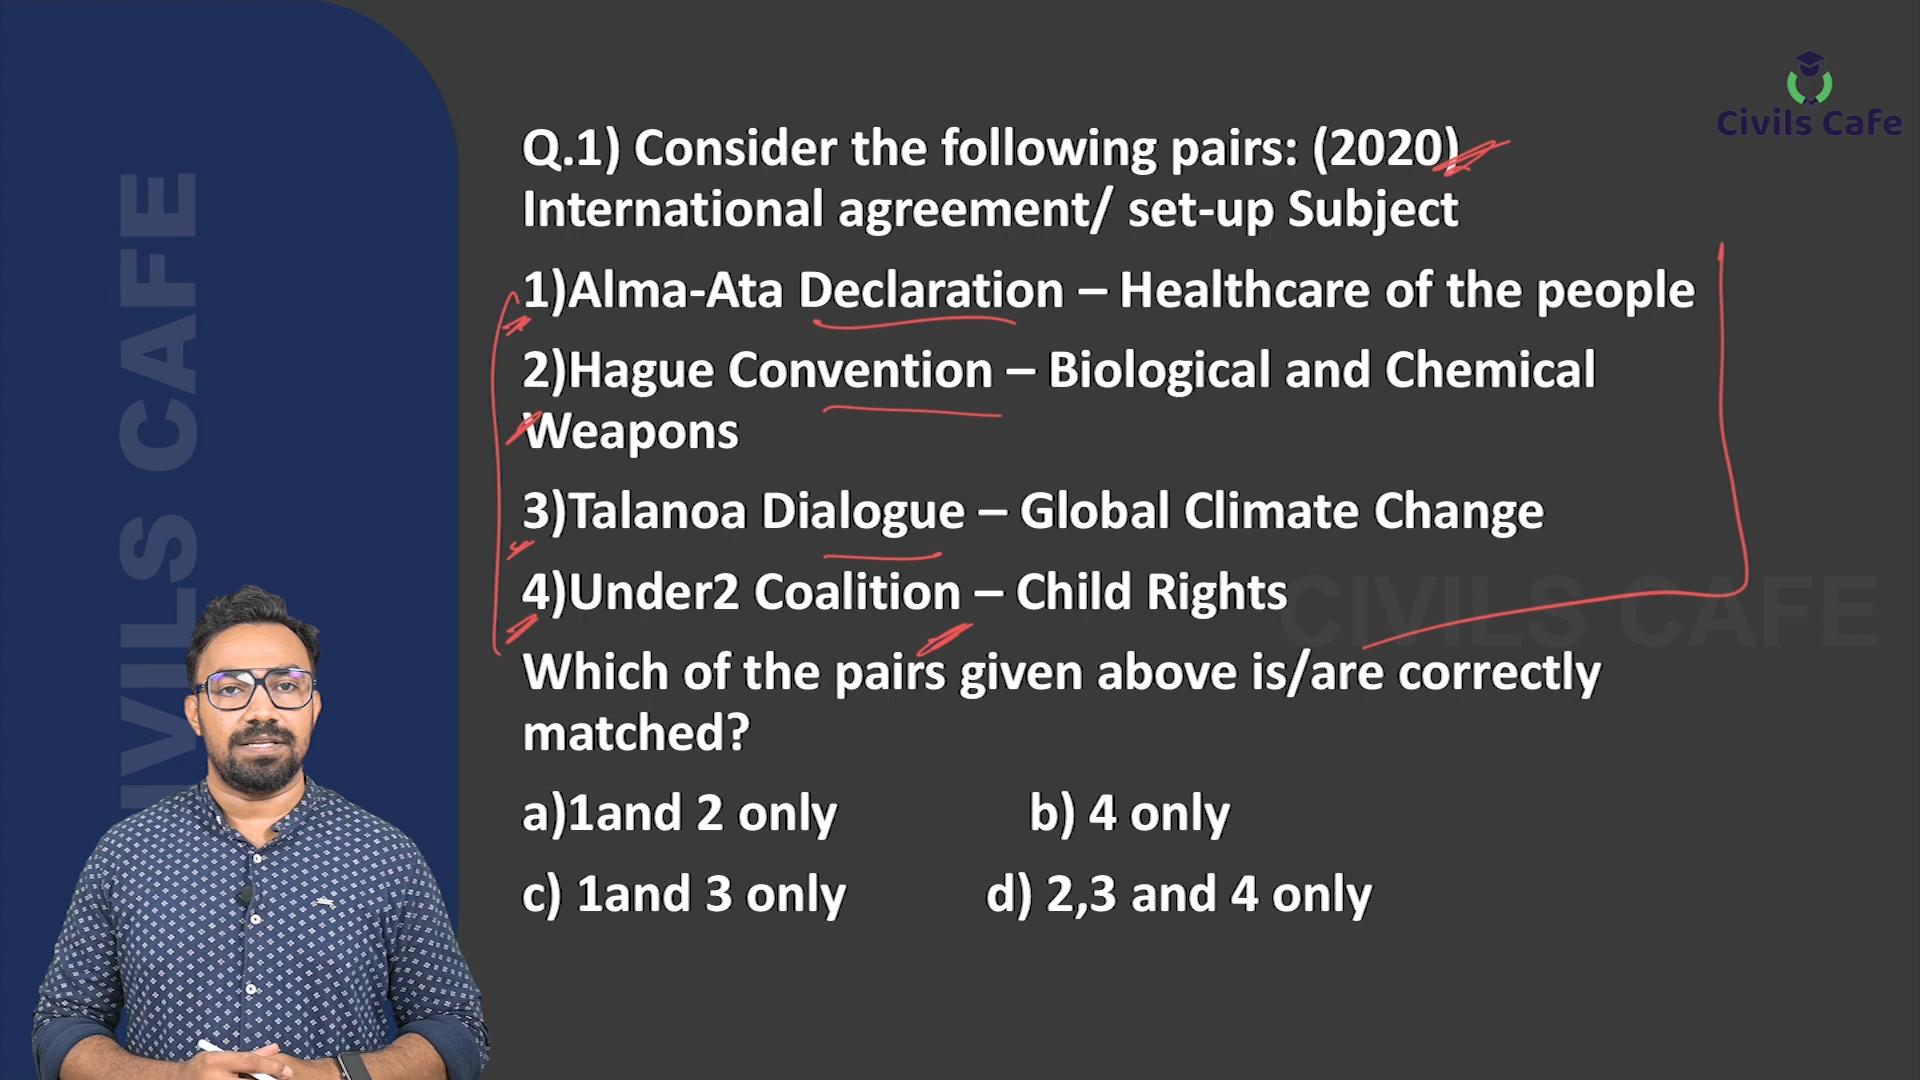 Civils Cafe
Q.1) Consider the following pairs: (2020)
International agreement/ set-up Subject
1)Alma-Ata Declaration – Healthcare of the people
2)Hague Convention – Biological and Chemical
Weapons
3)Talanoa Dialogue – Global Climate Change
4)Under2 Coalition – Child Rights
Which of the pairs given above is/are correctly
matched?
a)1and 2 only b) 4 only
c) 1and 3 only d) 2,3 and 4 only
CIVILS CAFE
IVILS CAFE